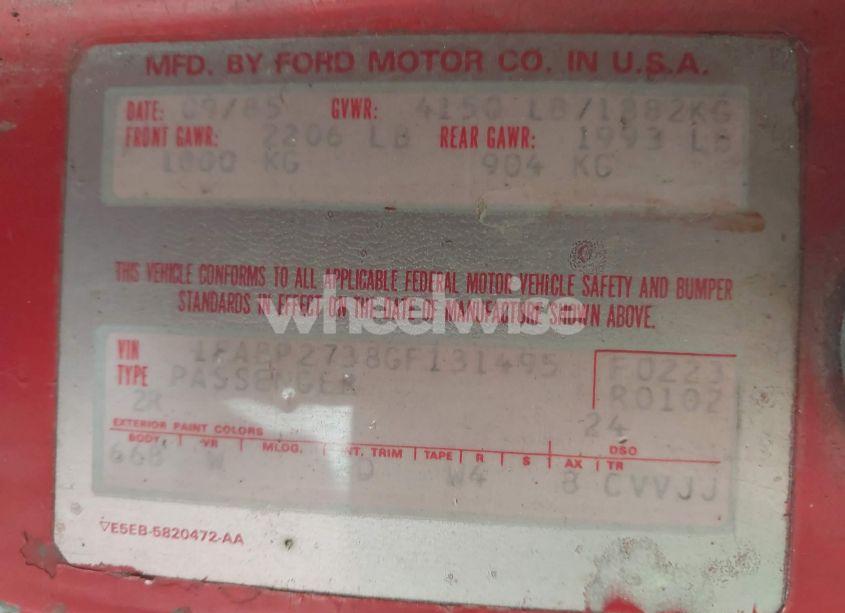 MFD. BY FORD MOTOR CO. IN U.S.A.
DATE: 09/85 GVWR: 4150 LB/1882KG
FRONT GAWR: 2206 LB REAR GAWR: 1993 LB
1000 KG 904 KG
THIS VEHICLE CONFORMS TO ALL APPLICABLE FEDERAL MOTOR VEHICLE SAFETY AND BUMPER
STANDARDS IN EFFECT ON THE DATE OF MANUFACTURE SHOWN ABOVE.
wheelwise
VIN 1FABP2738GF131495 F0223
TYPE PASSENGER R0102
2R 24
EXTERIOR PAINT COLORS DSO
BODY VR MLDG. INT. TRIM TAPE R S AX TR
66B W D W4 8 CVVJJ
▽E5EB-5820472-AA